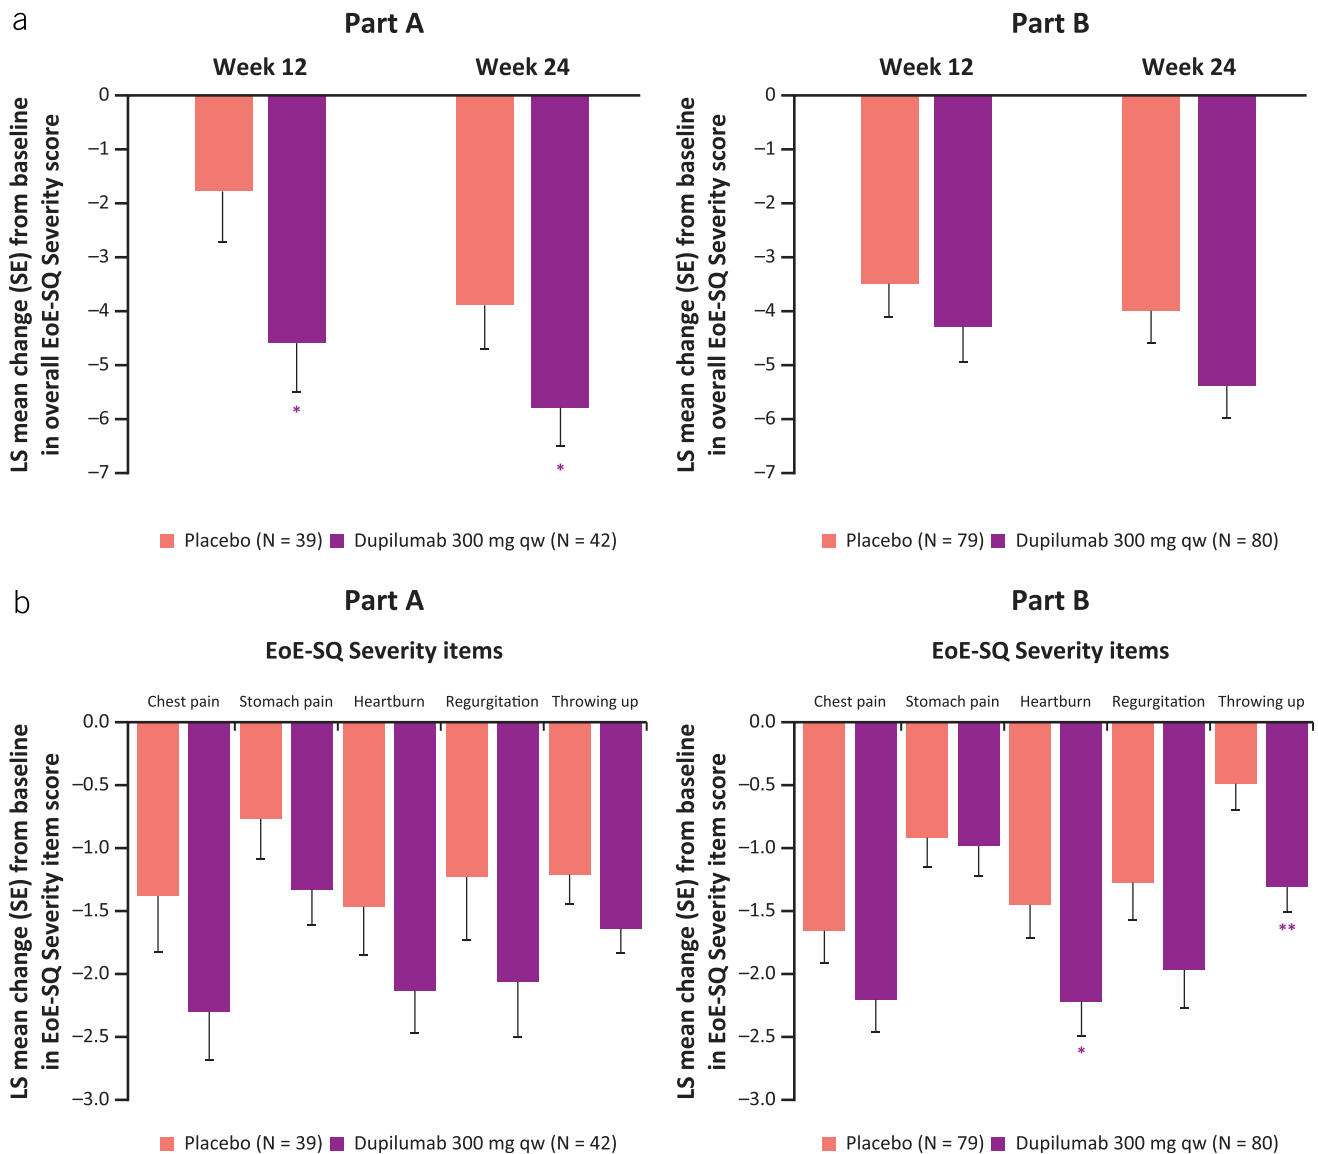 a
Part A
Week 12
Week 24
LS mean change (SE) from baseline
in overall EoE-SQ Severity score
0
−1
−2
−3
−4
−5
−6
−7
*
*
Placebo (N = 39)
Dupilumab 300 mg qw (N = 42)
Part B
Week 12
Week 24
LS mean change (SE) from baseline
in overall EoE-SQ Severity score
0
−1
−2
−3
−4
−5
−6
−7
Placebo (N = 79)
Dupilumab 300 mg qw (N = 80)
b
Part A
EoE-SQ Severity items
Chest pain
Stomach pain
Heartburn
Regurgitation
Throwing up
LS mean change (SE) from baseline
in EoE-SQ Severity item score
0.0
−0.5
−1.0
−1.5
−2.0
−2.5
−3.0
Placebo (N = 39)
Dupilumab 300 mg qw (N = 42)
Part B
EoE-SQ Severity items
Chest pain
Stomach pain
Heartburn
Regurgitation
Throwing up
LS mean change (SE) from baseline
in EoE-SQ Severity item score
0.0
−0.5
−1.0
−1.5
−2.0
−2.5
−3.0
*
**
Placebo (N = 79)
Dupilumab 300 mg qw (N = 80)